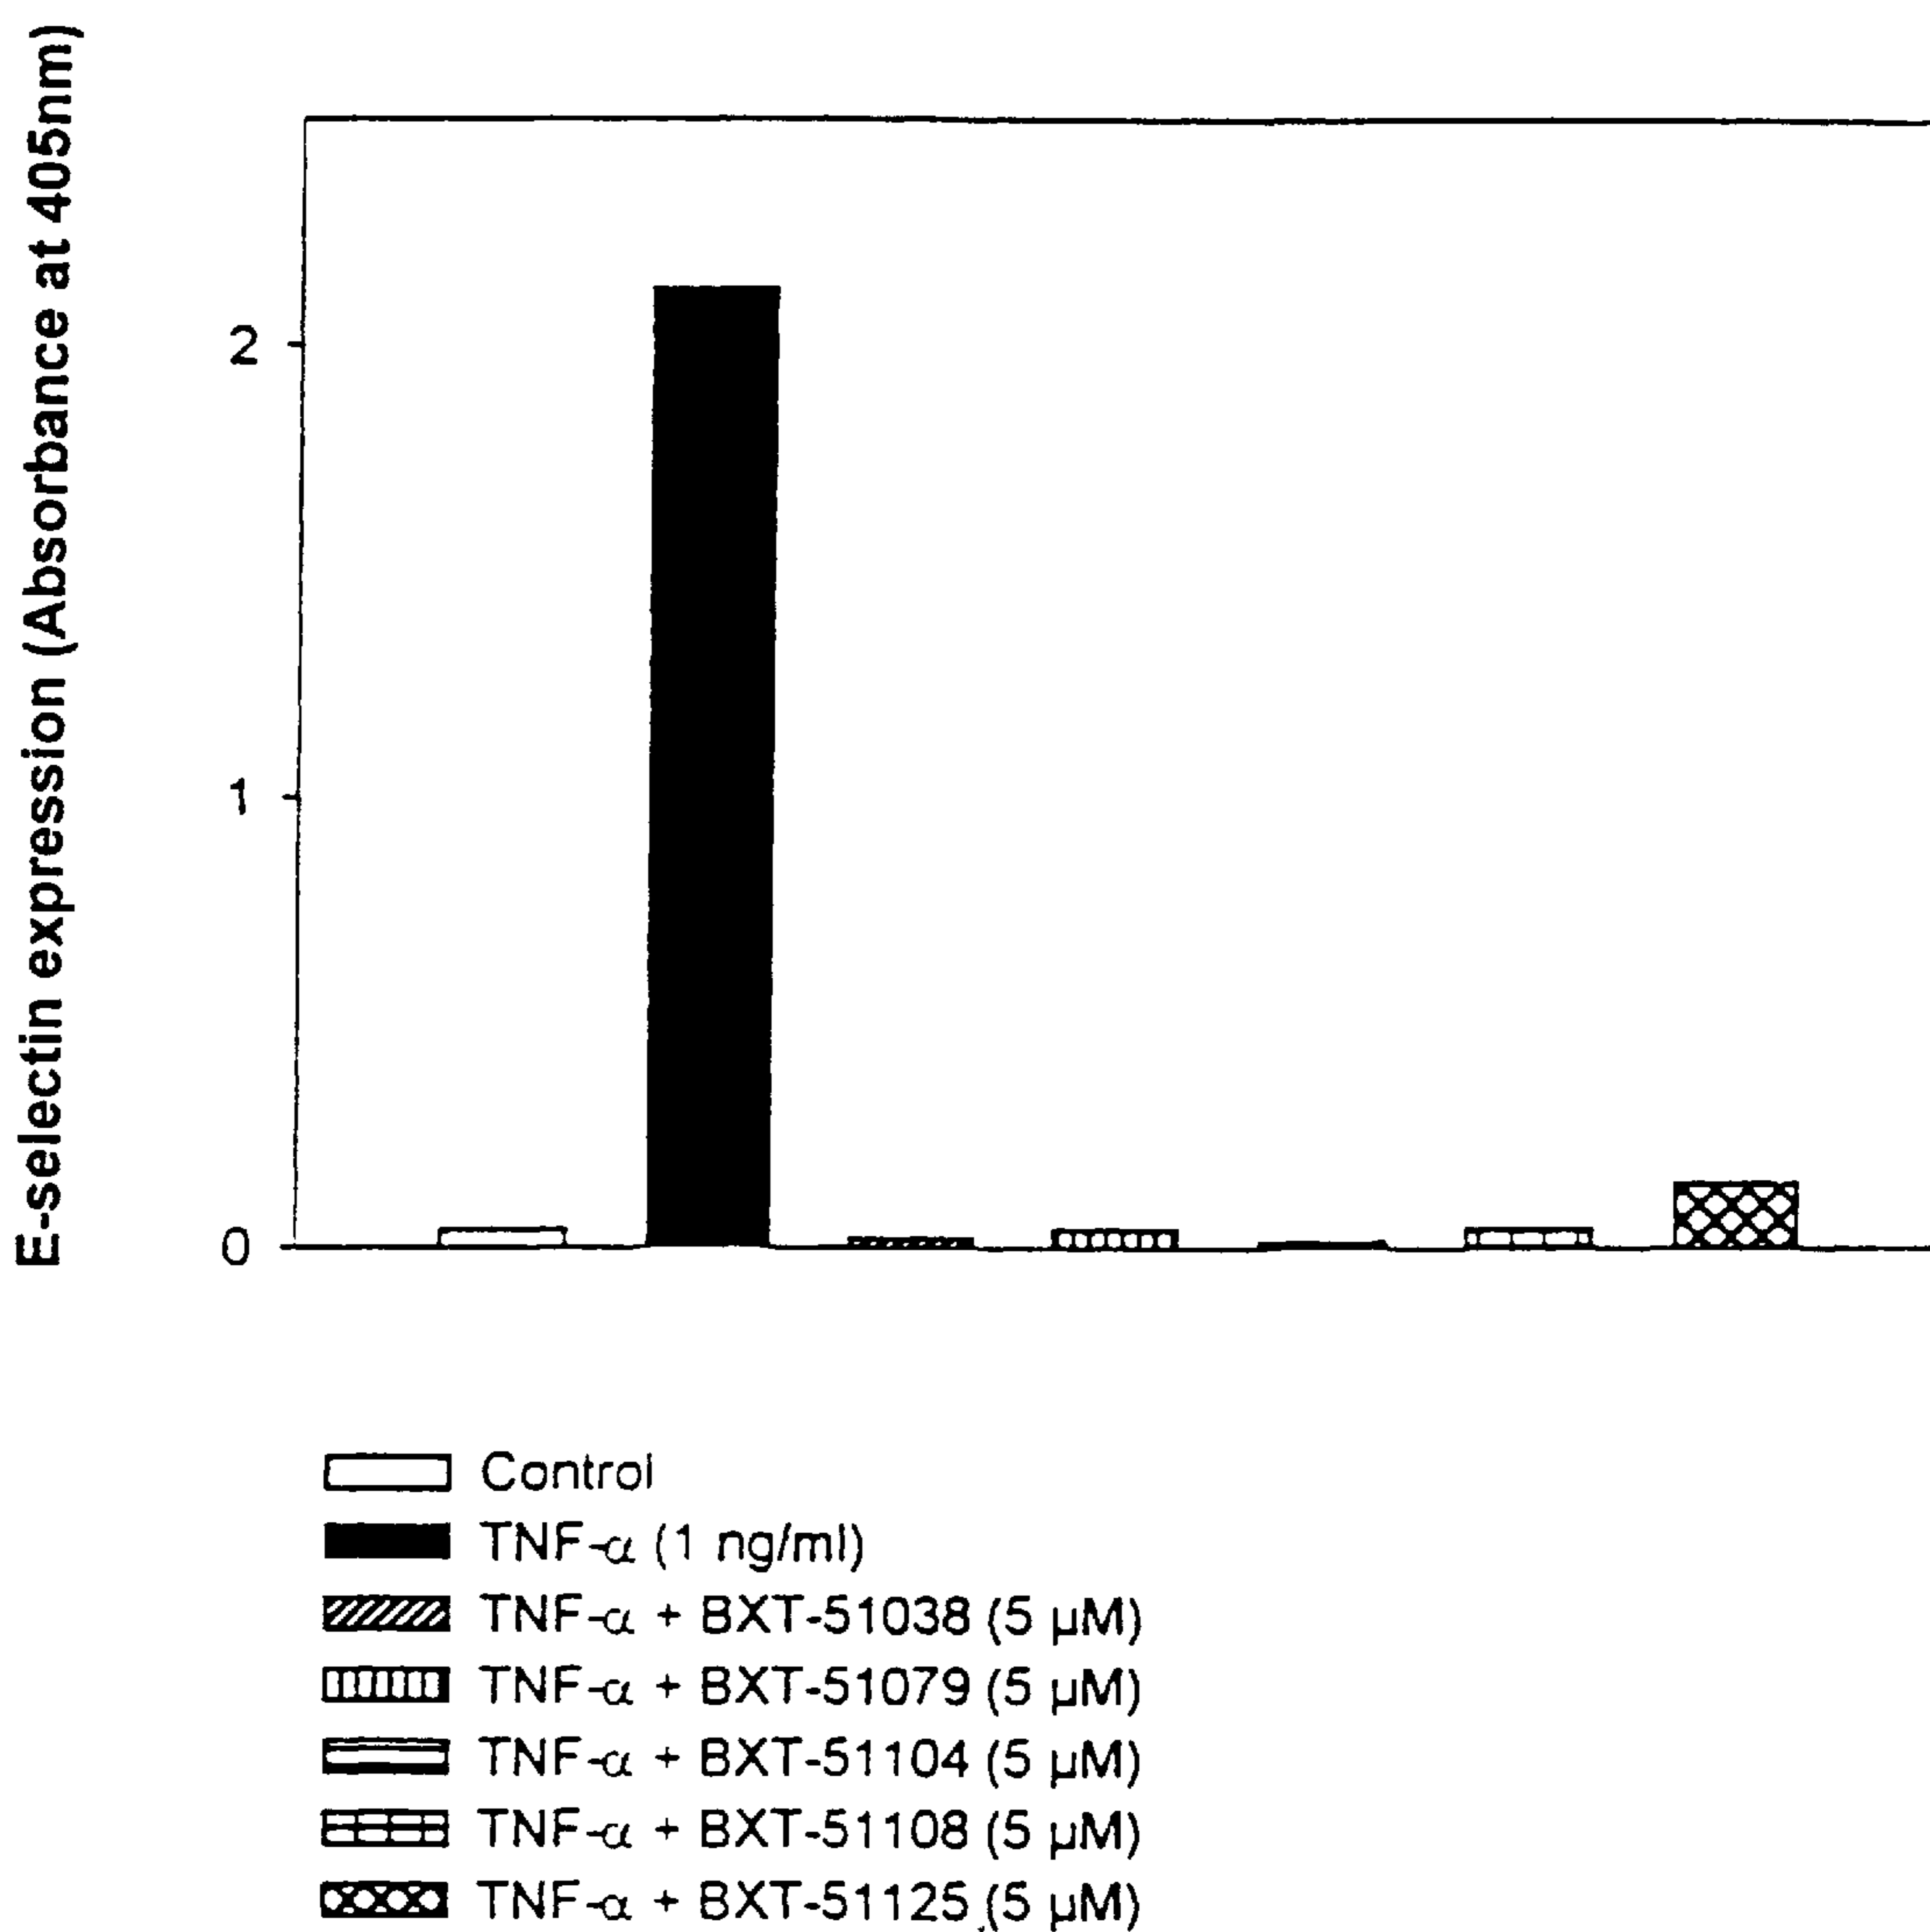 E-selectin expression (Absorbance at 405nm)
2
1
0
Control
TNF-α (1 ng/ml)
TNF-α + BXT-51038 (5 µM)
TNF-α + BXT-51079 (5 µM)
TNF-α + BXT-51104 (5 µM)
TNF-α + BXT-51108 (5 µM)
TNF-α + BXT-51125 (5 µM)